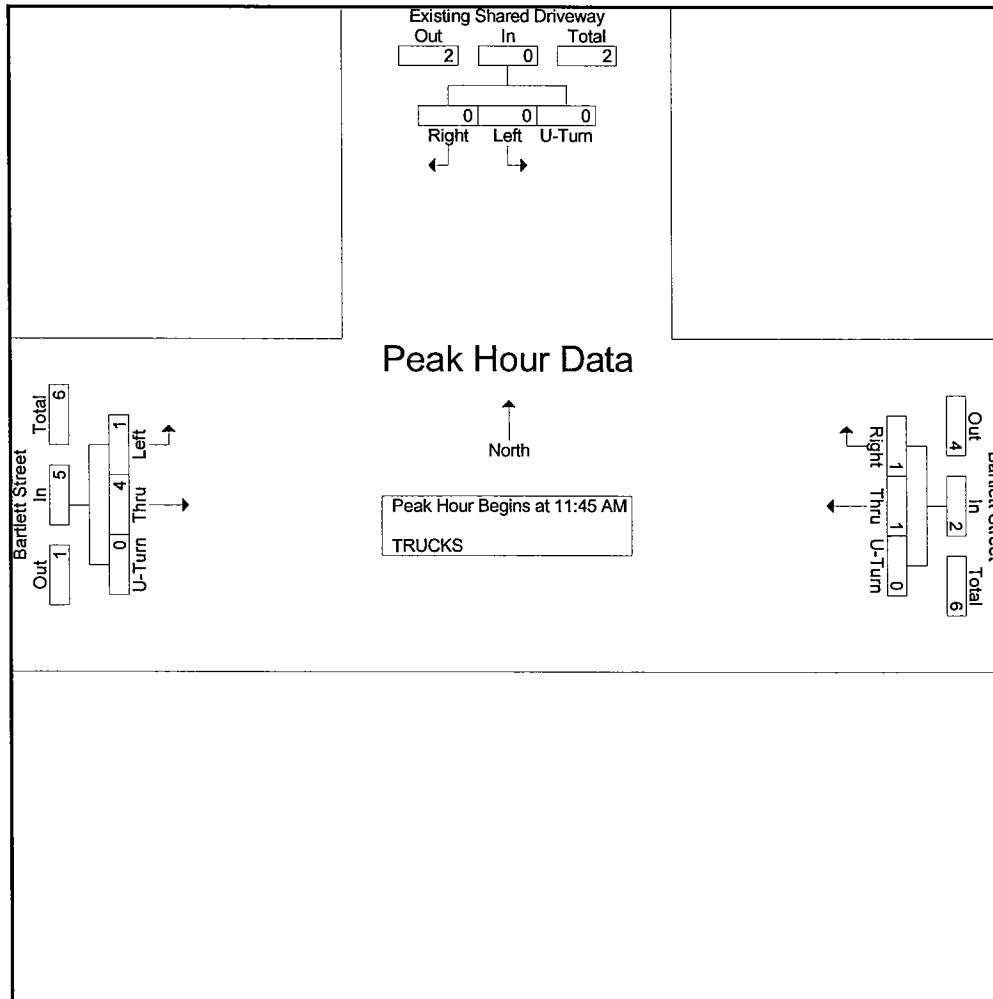 Existing Shared Driveway
Out In Total
2 0 2
0 0 0
Right Left U-Turn
Peak Hour Data
North
Peak Hour Begins at 11:45 AM
TRUCKS
Bartlett Street
Out In Total
1 5 6
0 4 1
U-Turn Thru Left
Bartlett Street
Out In Total
4 2 6
1 1 0
Right Thru U-Turn